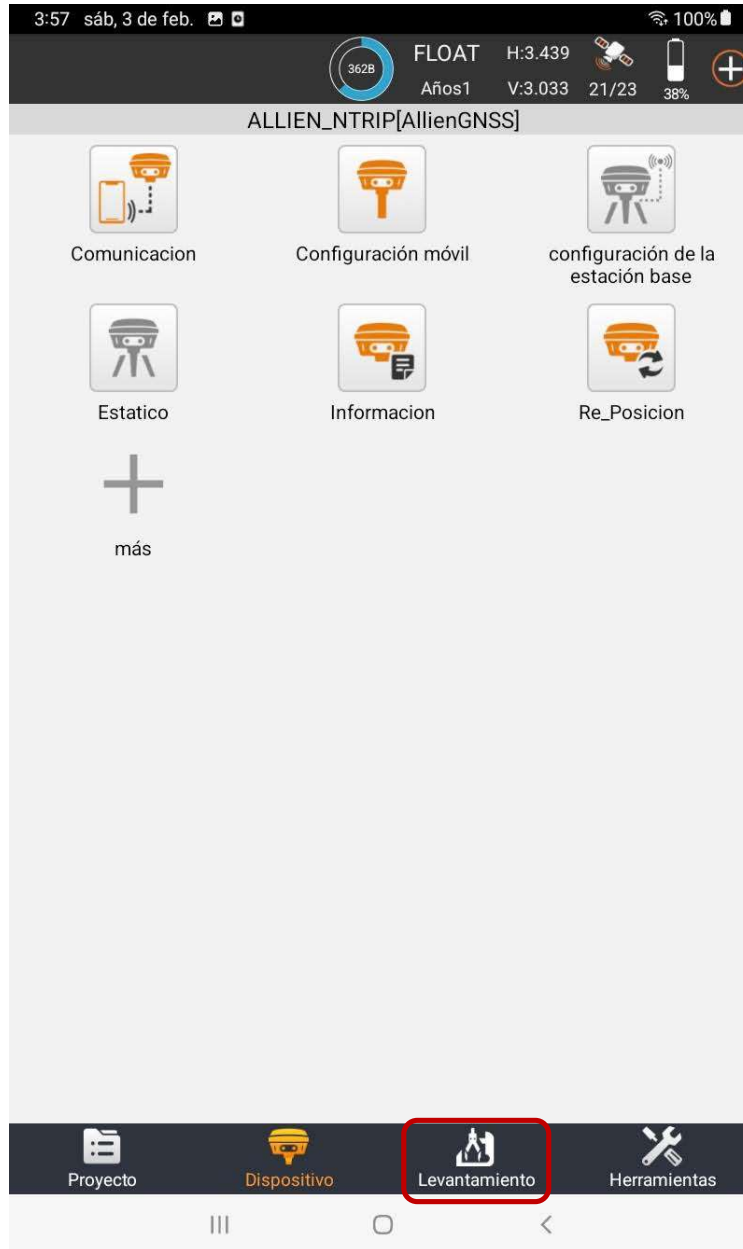 3:57 sáb, 3 de feb. 100%
362B FLOAT H:3.439
Años1 V:3.033 21/23 38%
ALLIEN_NTRIP[AllienGNSS]
Comunicacion Configuración móvil configuración de la
estación base
Estatico Informacion Re_Posicion
más
Proyecto Dispositivo Levantamiento Herramientas